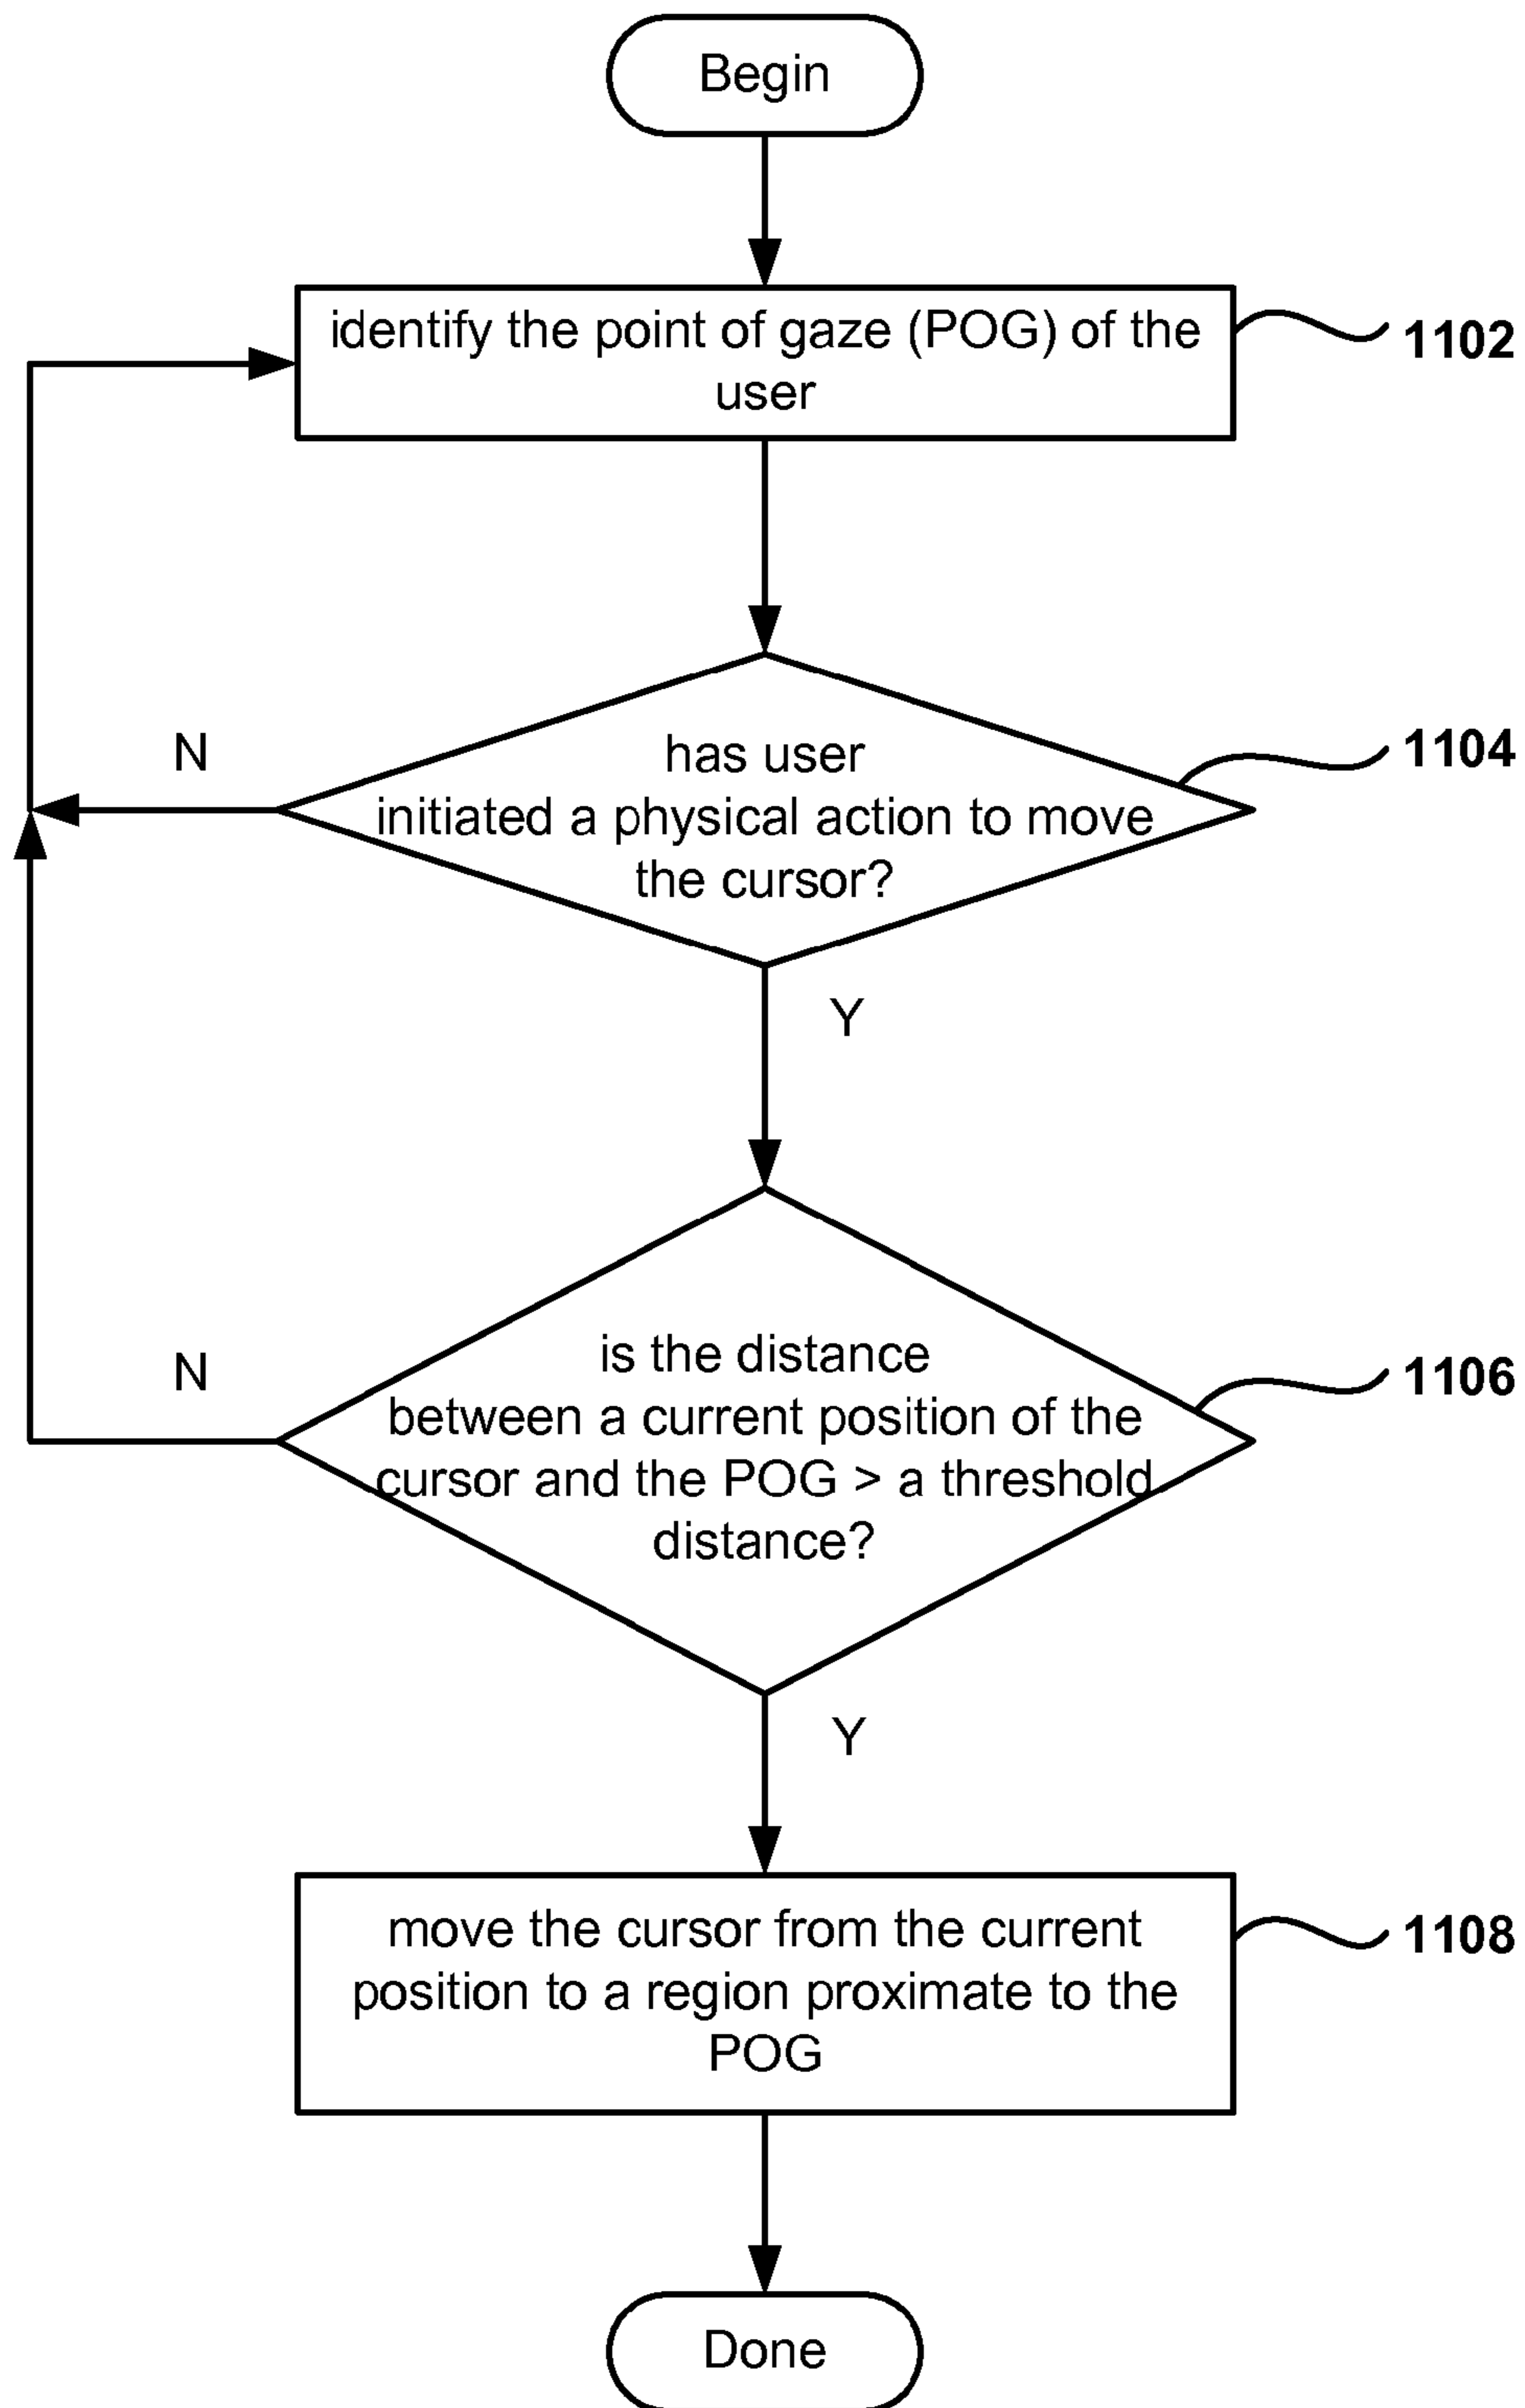 Begin
identify the point of gaze (POG) of the
user
1102
has user
initiated a physical action to move
the cursor?
1104
N
Y
is the distance
between a current position of the
cursor and the POG > a threshold
distance?
1106
N
Y
move the cursor from the current
position to a region proximate to the
POG
1108
Done